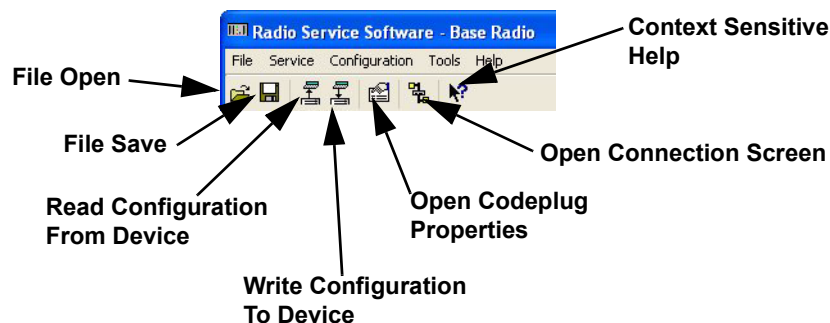 Radio Service Software - Base Radio
File Service Configuration Tools Help
Context Sensitive
Help
File Open
File Save
Open Connection Screen
Read Configuration
From Device
Open Codeplug
Properties
Write Configuration
To Device